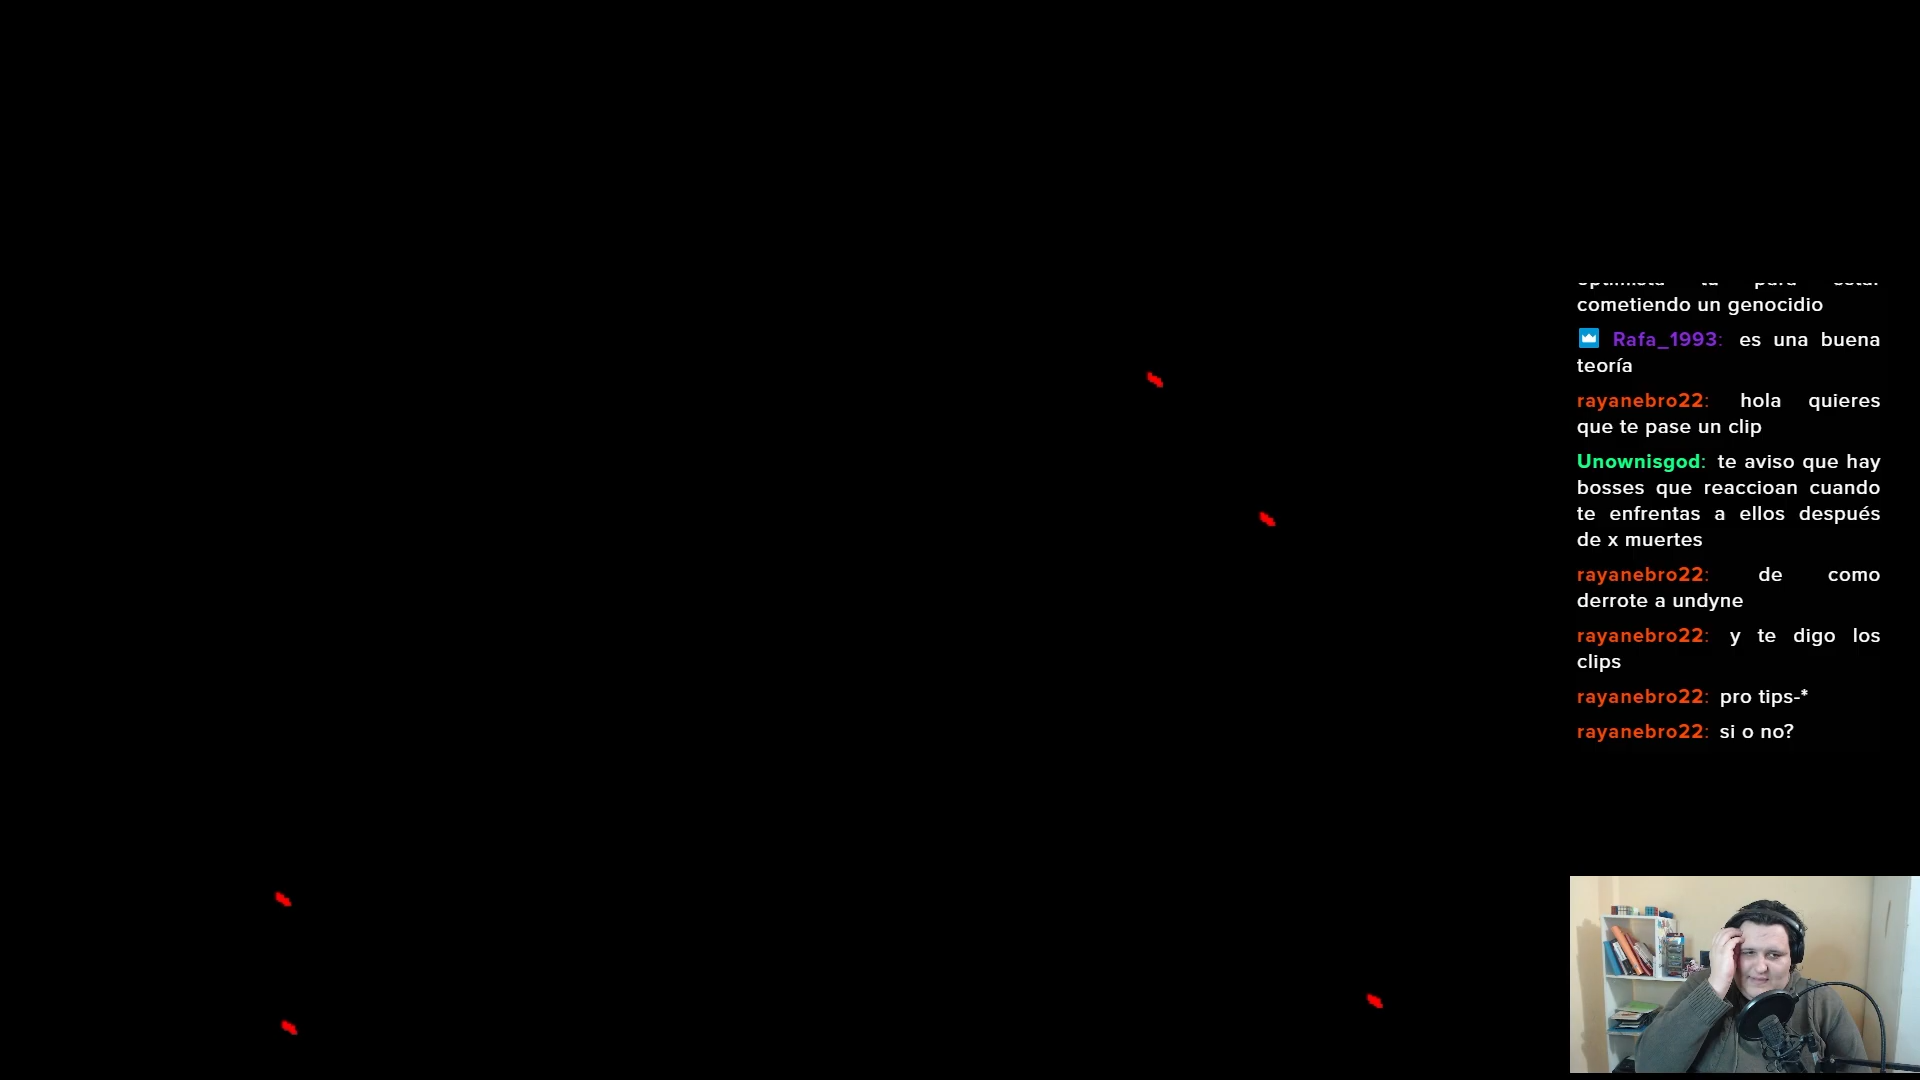 cometiendo un genocidio
Rafa_1993: es una buena
teoría
rayanebro22: hola quieres
que te pase un clip
Unownisgod: te aviso que hay
bosses que reaccioan cuando
te enfrentas a ellos después
de x muertes
rayanebro22: de como
derrote a undyne
rayanebro22: y te digo los
clips
rayanebro22: pro tips-*
rayanebro22: si o no?